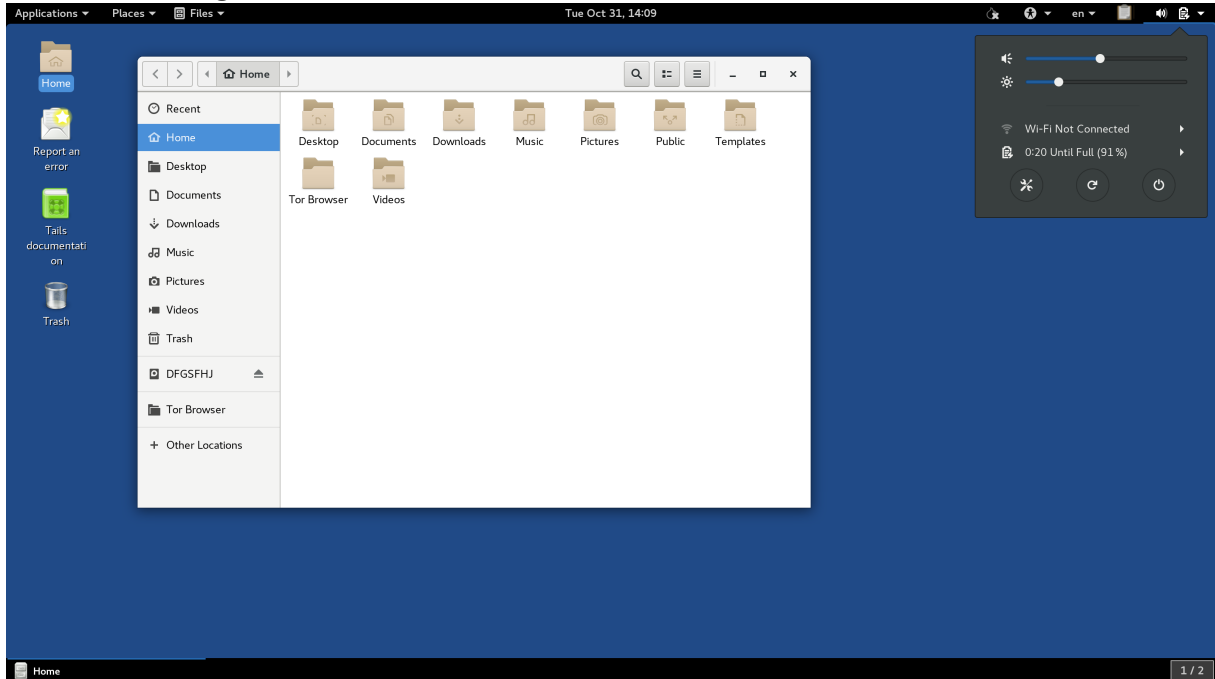 Applications Places Files Tue Oct 31, 14:09 en
Home
Report an
error
Tails
documentati
on
Trash
Home
Recent
Home
Desktop
Documents
Downloads
Music
Pictures
Videos
Trash
DFGSFHJ
Tor Browser
+ Other Locations
Desktop Documents Downloads Music Pictures Public Templates
Tor Browser Videos
Wi-Fi Not Connected
0:20 Until Full (91 %)
Home 1 / 2